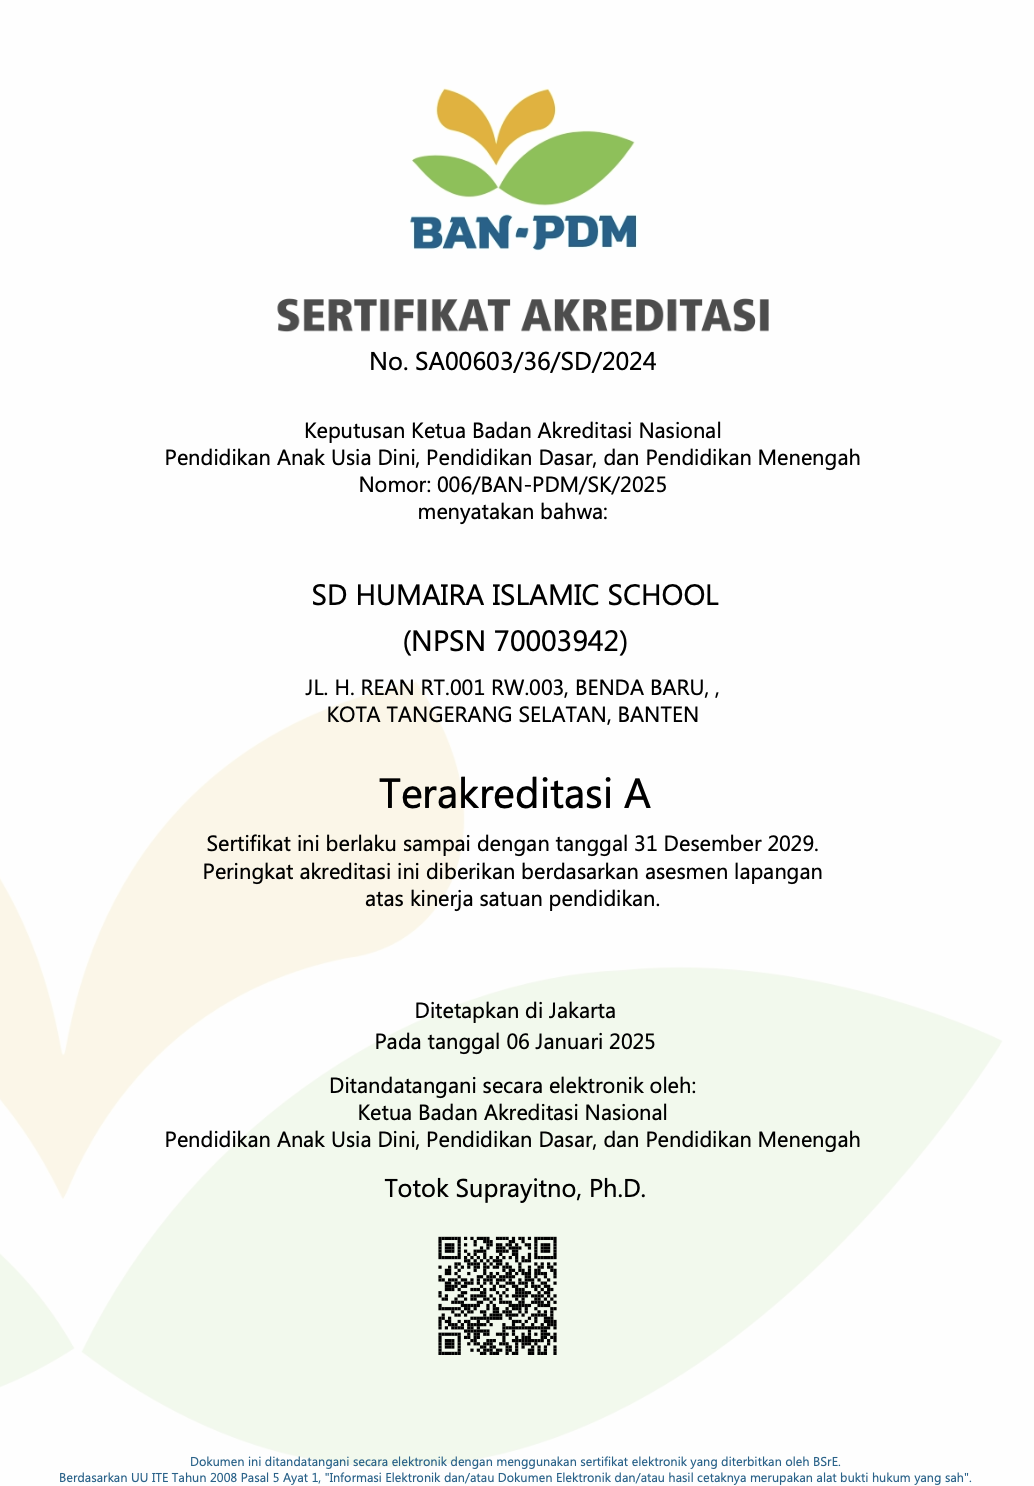 BAN-PDM
SERTIFIKAT AKREDITASI
No. SA00603/36/SD/2024
Keputusan Ketua Badan Akreditasi Nasional
Pendidikan Anak Usia Dini, Pendidikan Dasar, dan Pendidikan Menengah
Nomor: 006/BAN-PDM/SK/2025
menyatakan bahwa:
SD HUMAIRA ISLAMIC SCHOOL
(NPSN 70003942)
JL. H. REAN RT.001 RW.003, BENDA BARU, ,
KOTA TANGERANG SELATAN, BANTEN
Terakreditasi A
Sertifikat ini berlaku sampai dengan tanggal 31 Desember 2029.
Peringkat akreditasi ini diberikan berdasarkan asesmen lapangan
atas kinerja satuan pendidikan.
Ditetapkan di Jakarta
Pada tanggal 06 Januari 2025
Ditandatangani secara elektronik oleh:
Ketua Badan Akreditasi Nasional
Pendidikan Anak Usia Dini, Pendidikan Dasar, dan Pendidikan Menengah
Totok Suprayitno, Ph.D.
Dokumen ini ditandatangani secara elektronik dengan menggunakan sertifikat elektronik yang diterbitkan oleh BSrE.
Berdasarkan UU ITE Tahun 2008 Pasal 5 Ayat 1, "Informasi Elektronik dan/atau Dokumen Elektronik dan/atau hasil cetaknya merupakan alat bukti hukum yang sah".